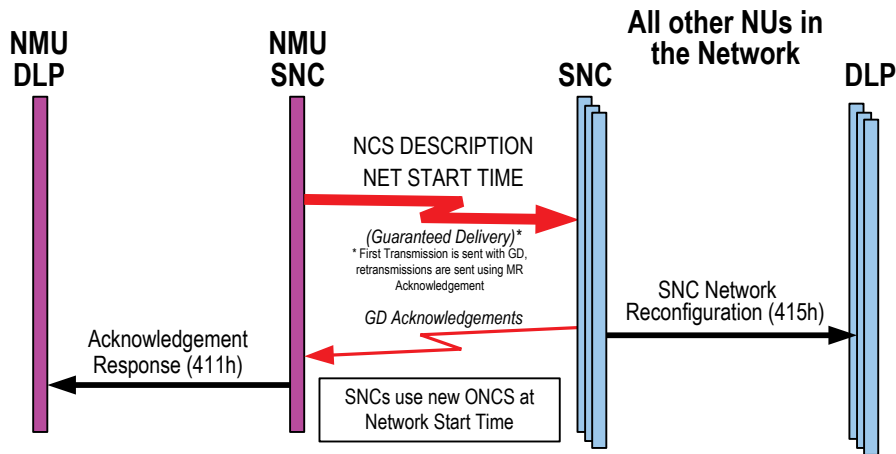 All other NUs in
the Network
NMU
DLP
NMU
SNC
SNC
DLP
NCS DESCRIPTION
NET START TIME
(Guaranteed Delivery)*
* First Transmission is sent with GD,
retransmissions are sent using MR
Acknowledgement
GD Acknowledgements
SNC Network
Reconfiguration (415h)
Acknowledgement
Response (411h)
SNCs use new ONCS at
Network Start Time